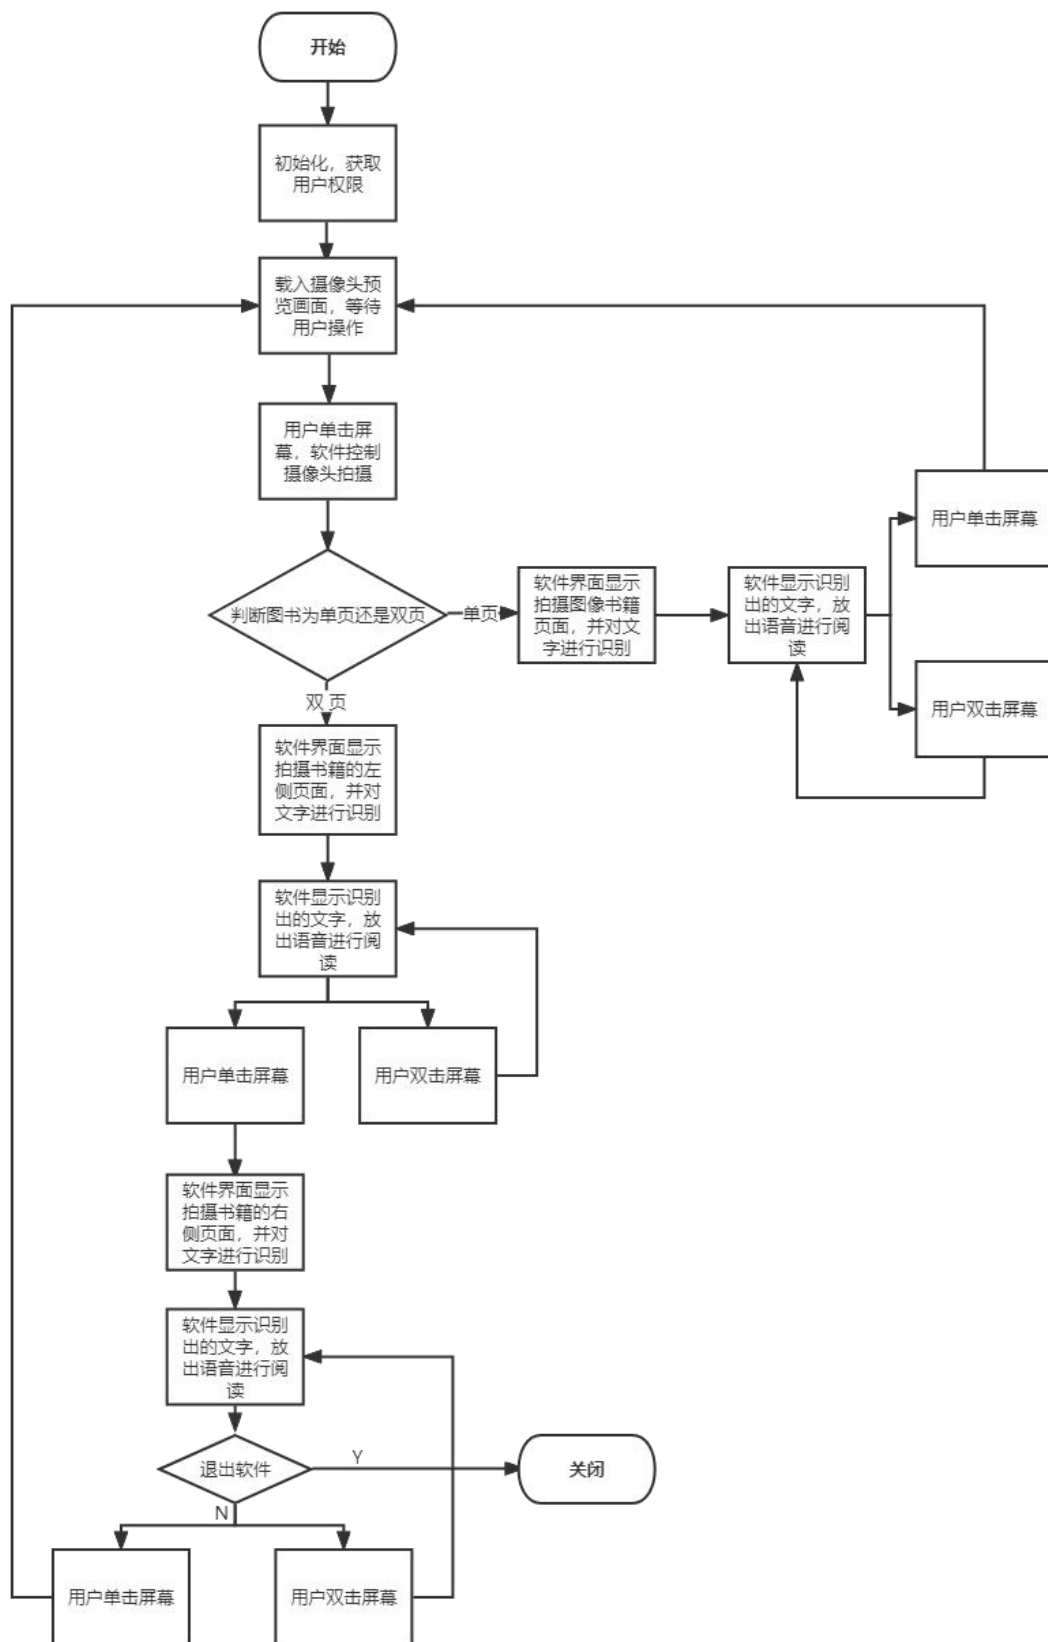 开始
初始化，获取
用户权限
载入摄像头预
览画面，等待
用户操作
用户单击屏
幕，软件控制
摄像头拍摄
判断图书为单页还是双页
单页
软件界面显示
拍摄图像书籍
页面，并对文
字进行识别
软件显示识别
出的文字，放
出语音进行阅
读
用户单击屏幕
用户双击屏幕
双 页
软件界面显示
拍摄书籍的左
侧页面，并对
文字进行识别
软件显示识别
出的文字，放
出语音进行阅
读
用户单击屏幕
用户双击屏幕
软件界面显示
拍摄书籍的右
侧页面，并对
文字进行识别
软件显示识别
出的文字，放
出语音进行阅
读
退出软件
Y
关闭
N
用户单击屏幕
用户双击屏幕